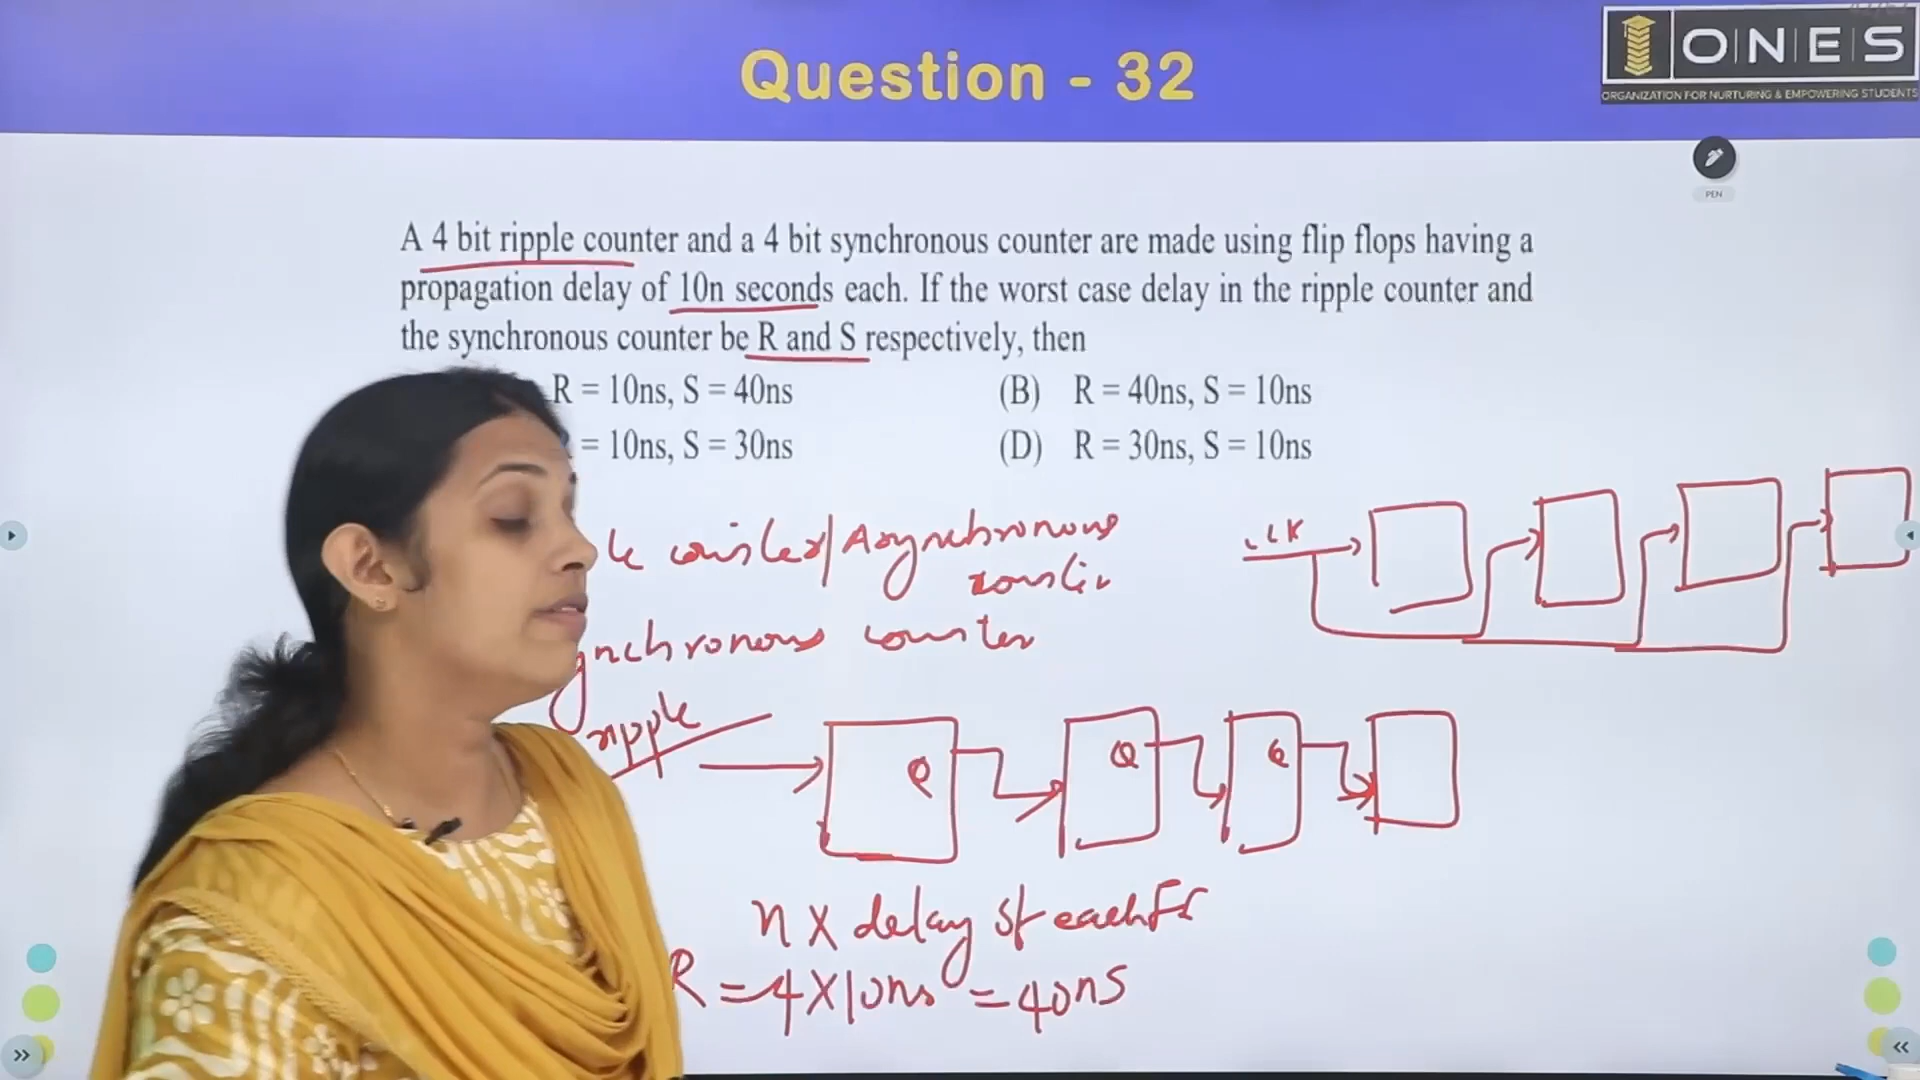 Question - 32
ONES
ORGANIZATION FOR NURTURING & EMPOWERING STUDENTS
PEN
A 4 bit ripple counter and a 4 bit synchronous counter are made using flip flops having a
propagation delay of 10n seconds each. If the worst case delay in the ripple counter and
the synchronous counter be R and S respectively, then
R = 10ns, S = 40ns (B) R = 40ns, S = 10ns
= 10ns, S = 30ns (D) R = 30ns, S = 10ns
counter/Asynchronous
counter
CLK
ynchronous counter
ripple
Q Q Q
n X delay of each FF
R = 4 X 10ns = 40ns